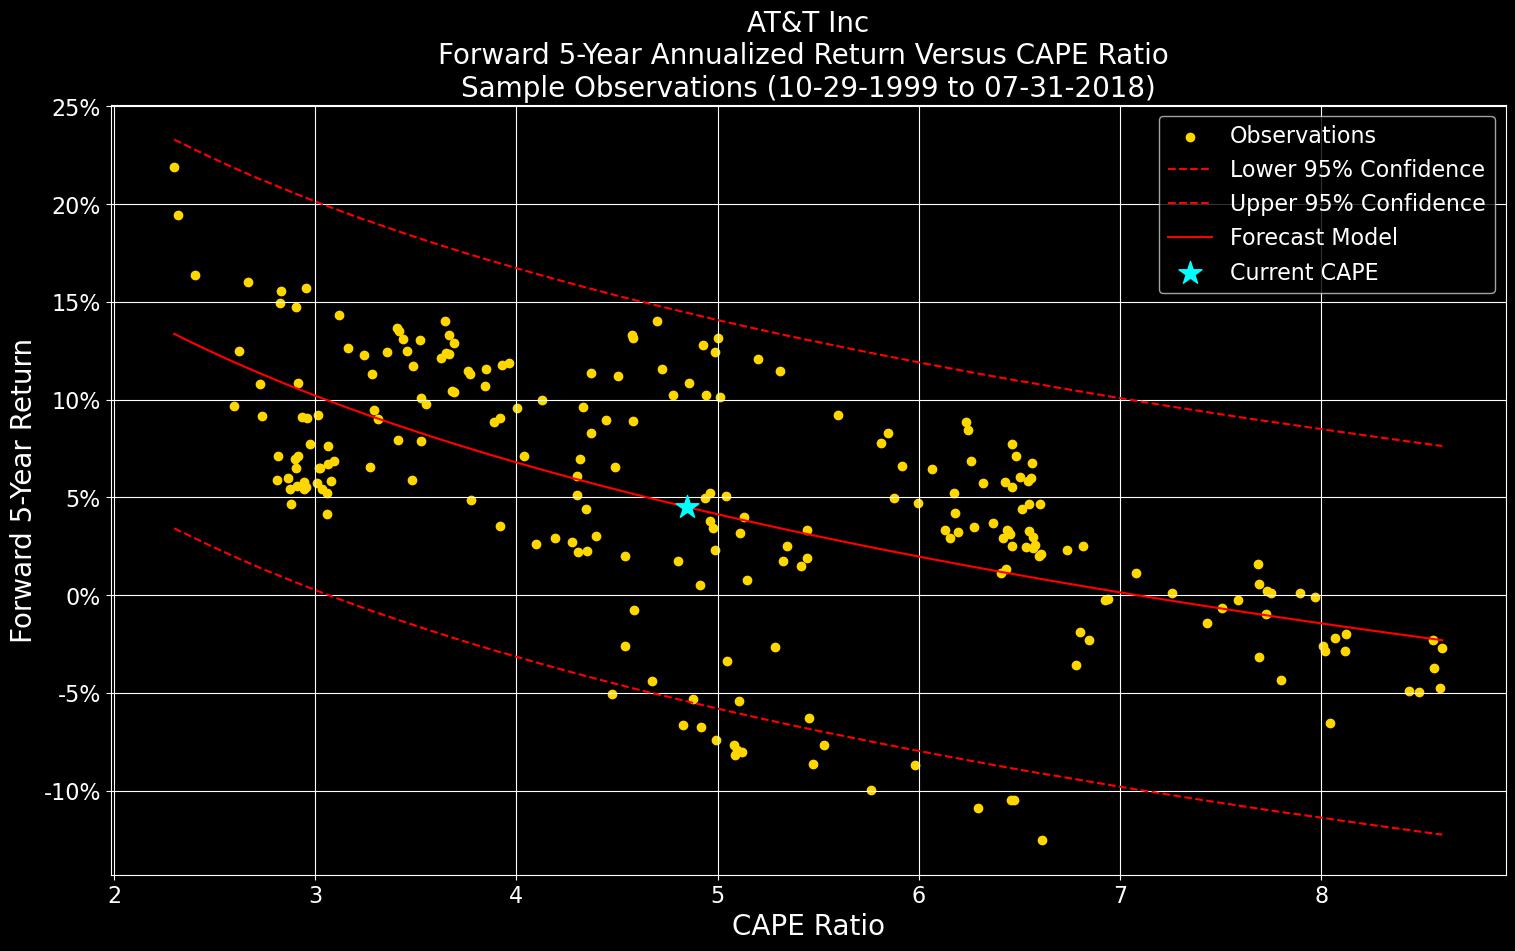 AT&T Inc
Forward 5-Year Annualized Return Versus CAPE Ratio
Sample Observations (10-29-1999 to 07-31-2018)
Forward 5-Year Return
25%
20%
15%
10%
5%
0%
-5%
-10%
Observations
Lower 95% Confidence
Upper 95% Confidence
Forecast Model
Current CAPE
2 3 4 5 6 7 8
CAPE Ratio